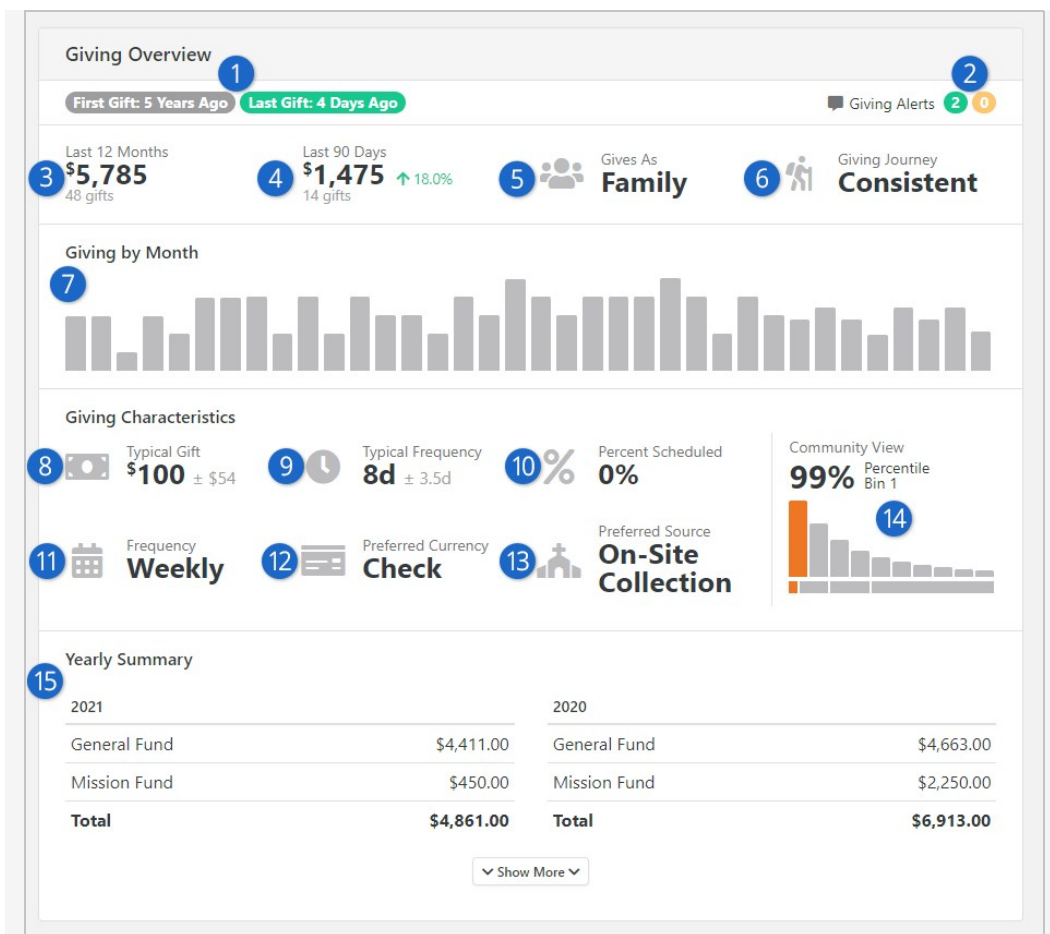 Giving Overview
1
2
First Gift: 5 Years Ago Last Gift: 4 Days Ago Giving Alerts 2 0
3
Last 12 Months
$5,785
48 gifts
4
Last 90 Days
$1,475 18.0%
14 gifts
5
Gives As
Family
6
Giving Journey
Consistent
Giving by Month
7
Giving Characteristics
8
Typical Gift
$100 ± $54
9
Typical Frequency
8d ± 3.5d
10
%
Percent Scheduled
0%
11
Frequency
Weekly
12
Preferred Currency
Check
13
Preferred Source
On-Site
Collection
Community View
99% Percentile
Bin 1
14
Yearly Summary
15
2021
General Fund $4,411.00
Mission Fund $450.00
Total $4,861.00
2020
General Fund $4,663.00
Mission Fund $2,250.00
Total $6,913.00
Show More